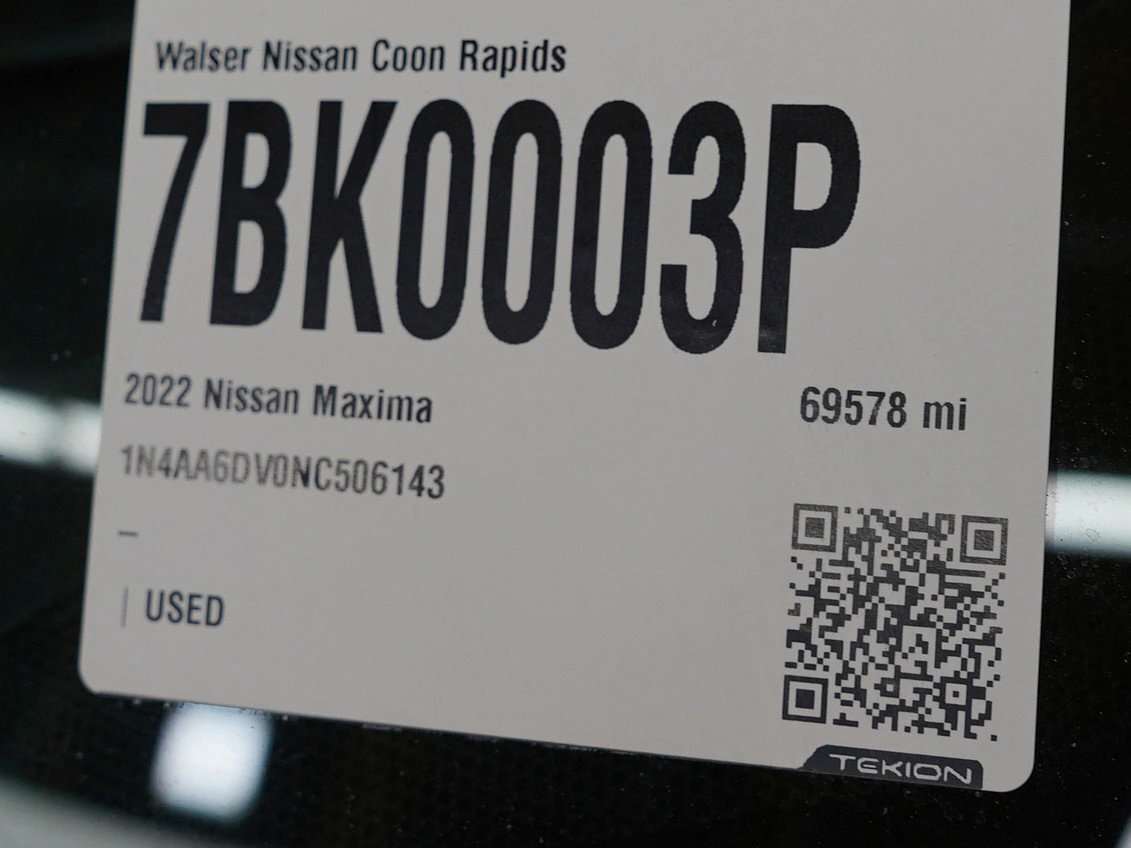 Walser Nissan Coon Rapids
7BK0003P
2022 Nissan Maxima
69578 mi
1N4AA6DV0NC506143
–
| USED
TEKION